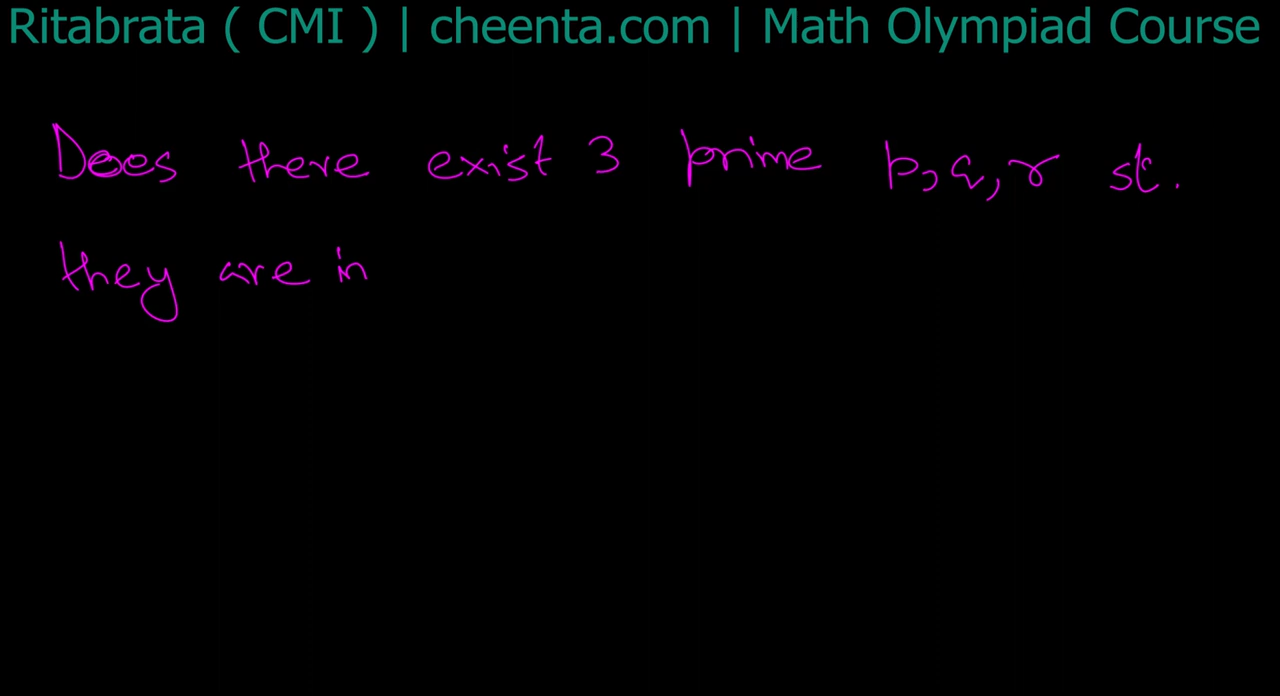 Ritabrata ( CMI ) | cheenta.com | Math Olympiad Course
Does there exist 3 prime p, q, r st.
they are in